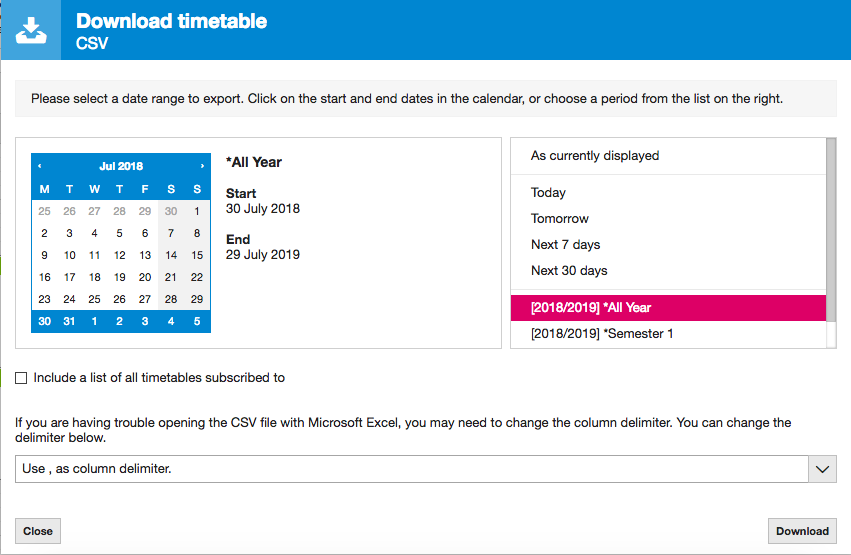 Download timetable
CSV
Please select a date range to export. Click on the start and end dates in the calendar, or choose a period from the list on the right.
‹ Jul 2018 ›
M T W T F S S
25 26 27 28 29 30 1
2 3 4 5 6 7 8
9 10 11 12 13 14 15
16 17 18 19 20 21 22
23 24 25 26 27 28 29
30 31 1 2 3 4 5
*All Year
Start
30 July 2018
End
29 July 2019
As currently displayed
Today
Tomorrow
Next 7 days
Next 30 days
[2018/2019] *All Year
[2018/2019] *Semester 1
Include a list of all timetables subscribed to
If you are having trouble opening the CSV file with Microsoft Excel, you may need to change the column delimiter. You can change the
delimiter below.
Use , as column delimiter.
Close
Download